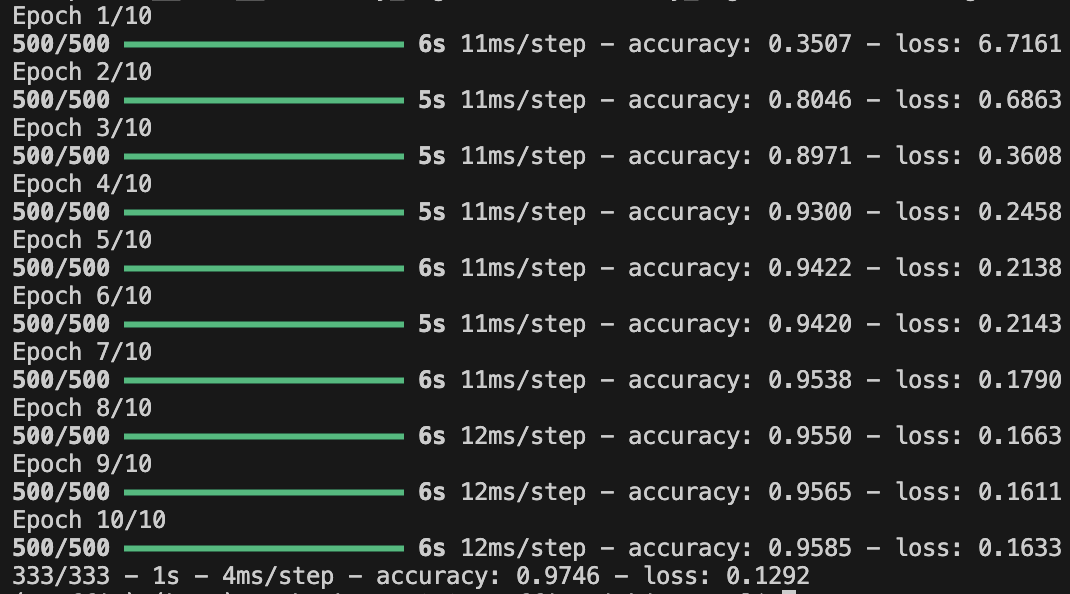 Epoch 1/10
500/500 6s 11ms/step – accuracy: 0.3507 – loss: 6.7161
Epoch 2/10
500/500 5s 11ms/step – accuracy: 0.8046 – loss: 0.6863
Epoch 3/10
500/500 5s 11ms/step – accuracy: 0.8971 – loss: 0.3608
Epoch 4/10
500/500 5s 11ms/step – accuracy: 0.9300 – loss: 0.2458
Epoch 5/10
500/500 6s 11ms/step – accuracy: 0.9422 – loss: 0.2138
Epoch 6/10
500/500 5s 11ms/step – accuracy: 0.9420 – loss: 0.2143
Epoch 7/10
500/500 6s 11ms/step – accuracy: 0.9538 – loss: 0.1790
Epoch 8/10
500/500 6s 12ms/step – accuracy: 0.9550 – loss: 0.1663
Epoch 9/10
500/500 6s 12ms/step – accuracy: 0.9565 – loss: 0.1611
Epoch 10/10
500/500 6s 12ms/step – accuracy: 0.9585 – loss: 0.1633
333/333 – 1s – 4ms/step – accuracy: 0.9746 – loss: 0.1292